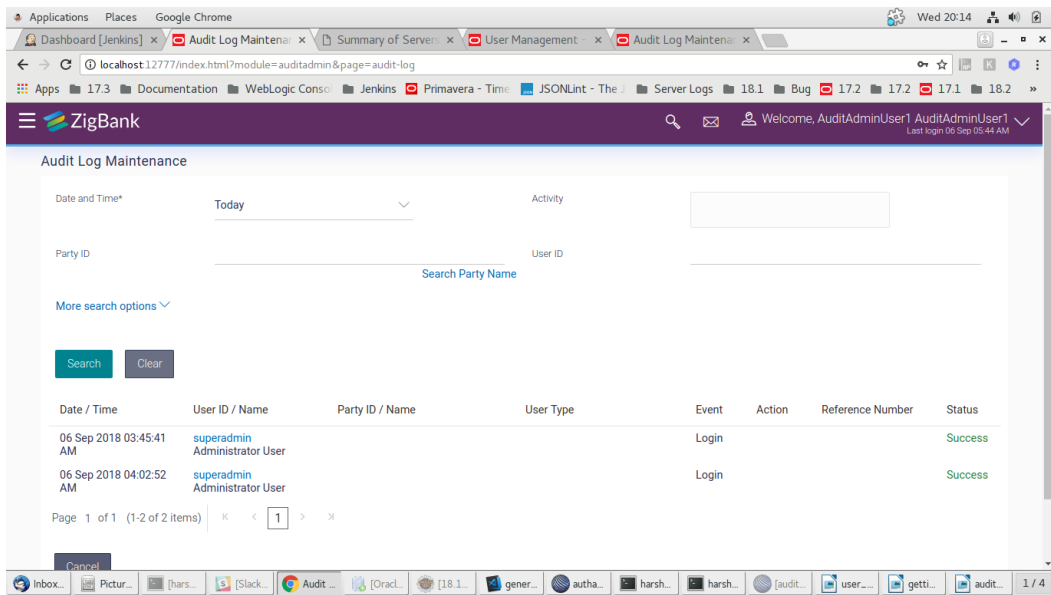 Applications Places Google Chrome Wed 20:14
Dashboard [Jenkins] Audit Log Maintenan Summary of Servers User Management - Audit Log Maintenan
localhost:12777/index.html?module=auditadmin&page=audit-log
Apps 17.3 Documentation WebLogic Conso Jenkins Primavera - Time JSONLint - The J Server Logs 18.1 Bug 17.2 17.2 17.1 18.2 »
ZigBank Welcome, AuditAdminUser1 AuditAdminUser1
Last login 06 Sep 05:44 AM
Audit Log Maintenance
Date and Time* Today Activity
Party ID User ID
Search Party Name
More search options
Search Clear
Date / Time User ID / Name Party ID / Name User Type Event Action Reference Number Status
06 Sep 2018 03:45:41 superadmin Login Success
AM Administrator User
06 Sep 2018 04:02:52 superadmin Login Success
AM Administrator User
Page 1 of 1 (1-2 of 2 items) 1
Cancel
Inbox... Pictur... [hars... [Slack... Audit ... [Oracl... [18.1... gener... autha... harsh... harsh... [audit... user_... getti... audit... 1 / 4